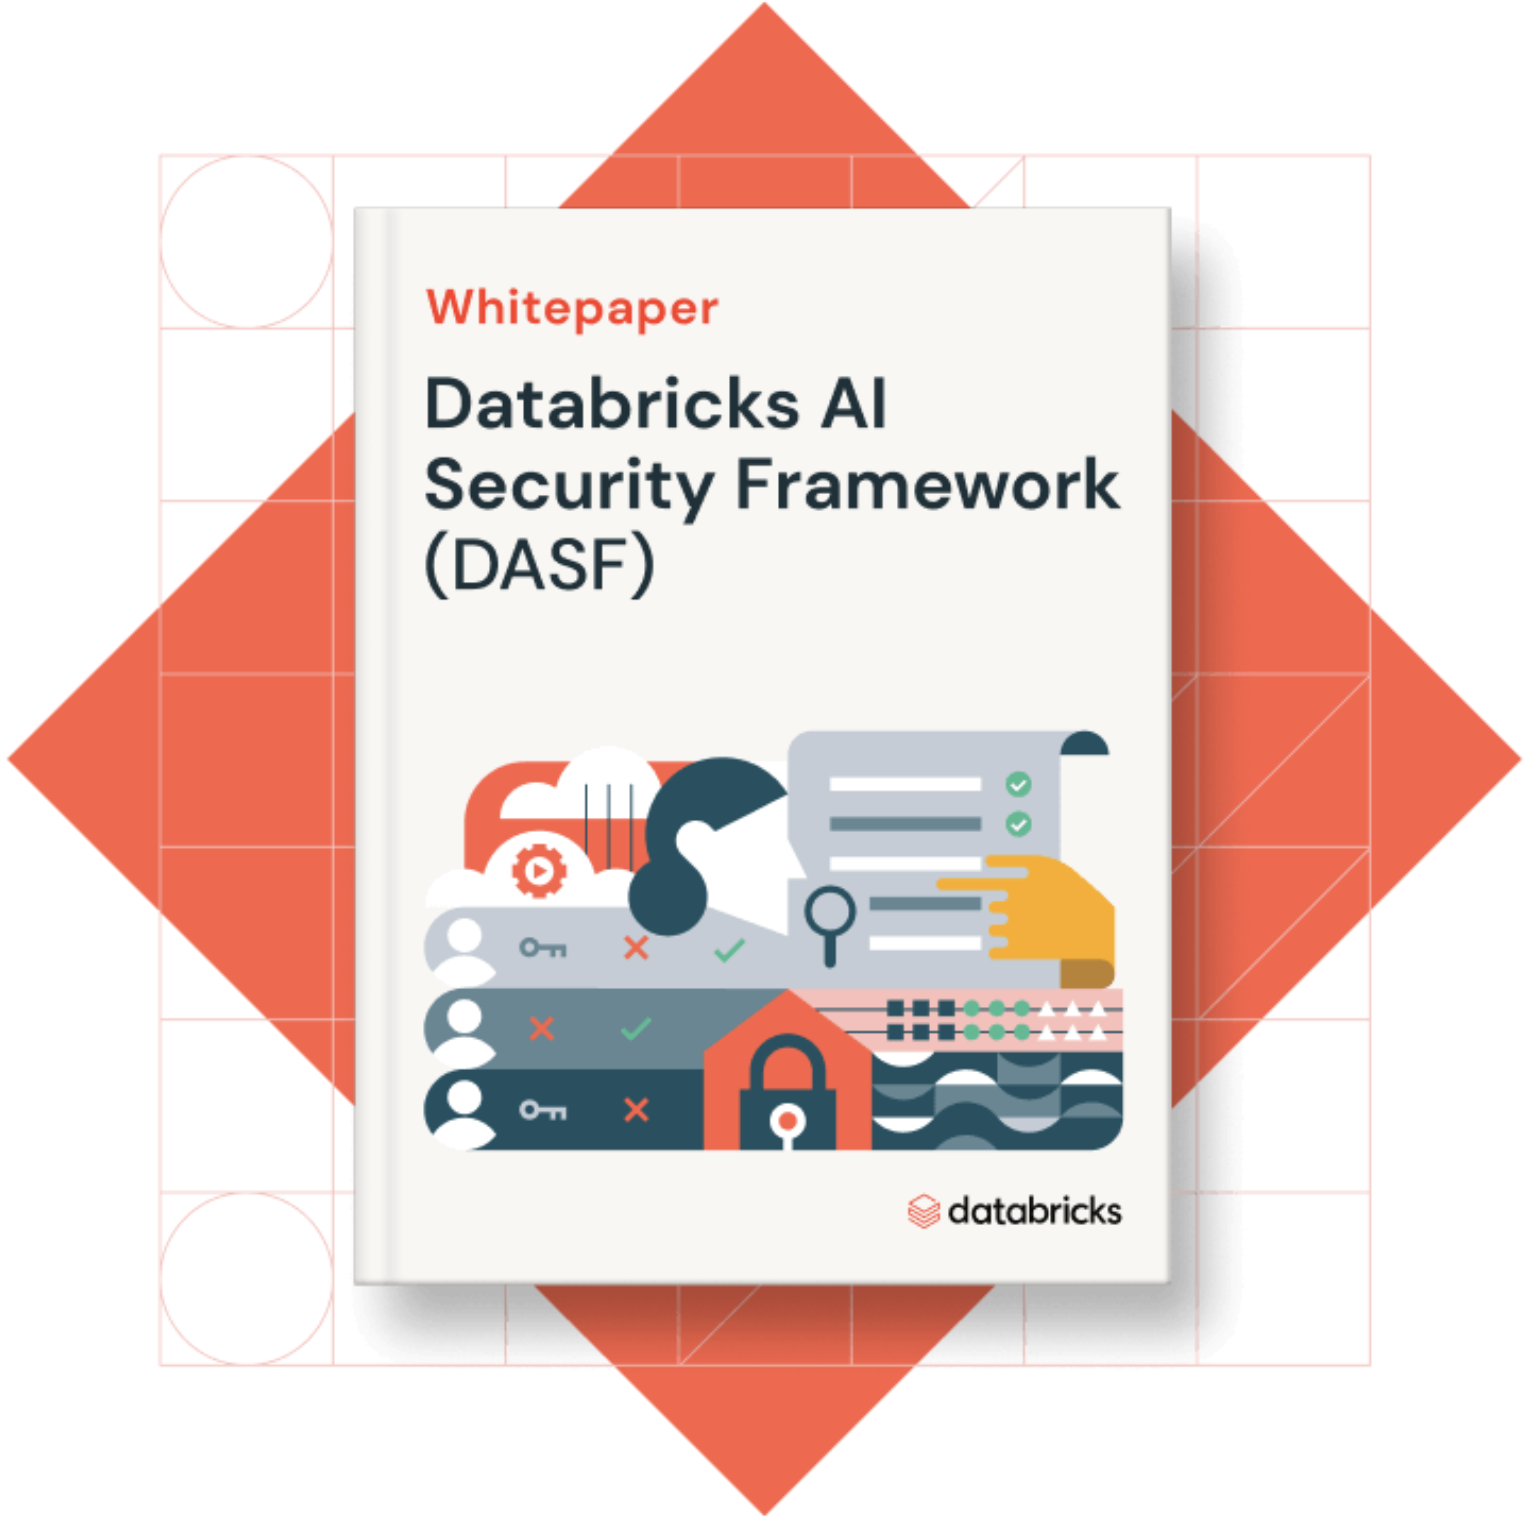 Whitepaper
Databricks AI
Security Framework
(DASF)
databricks